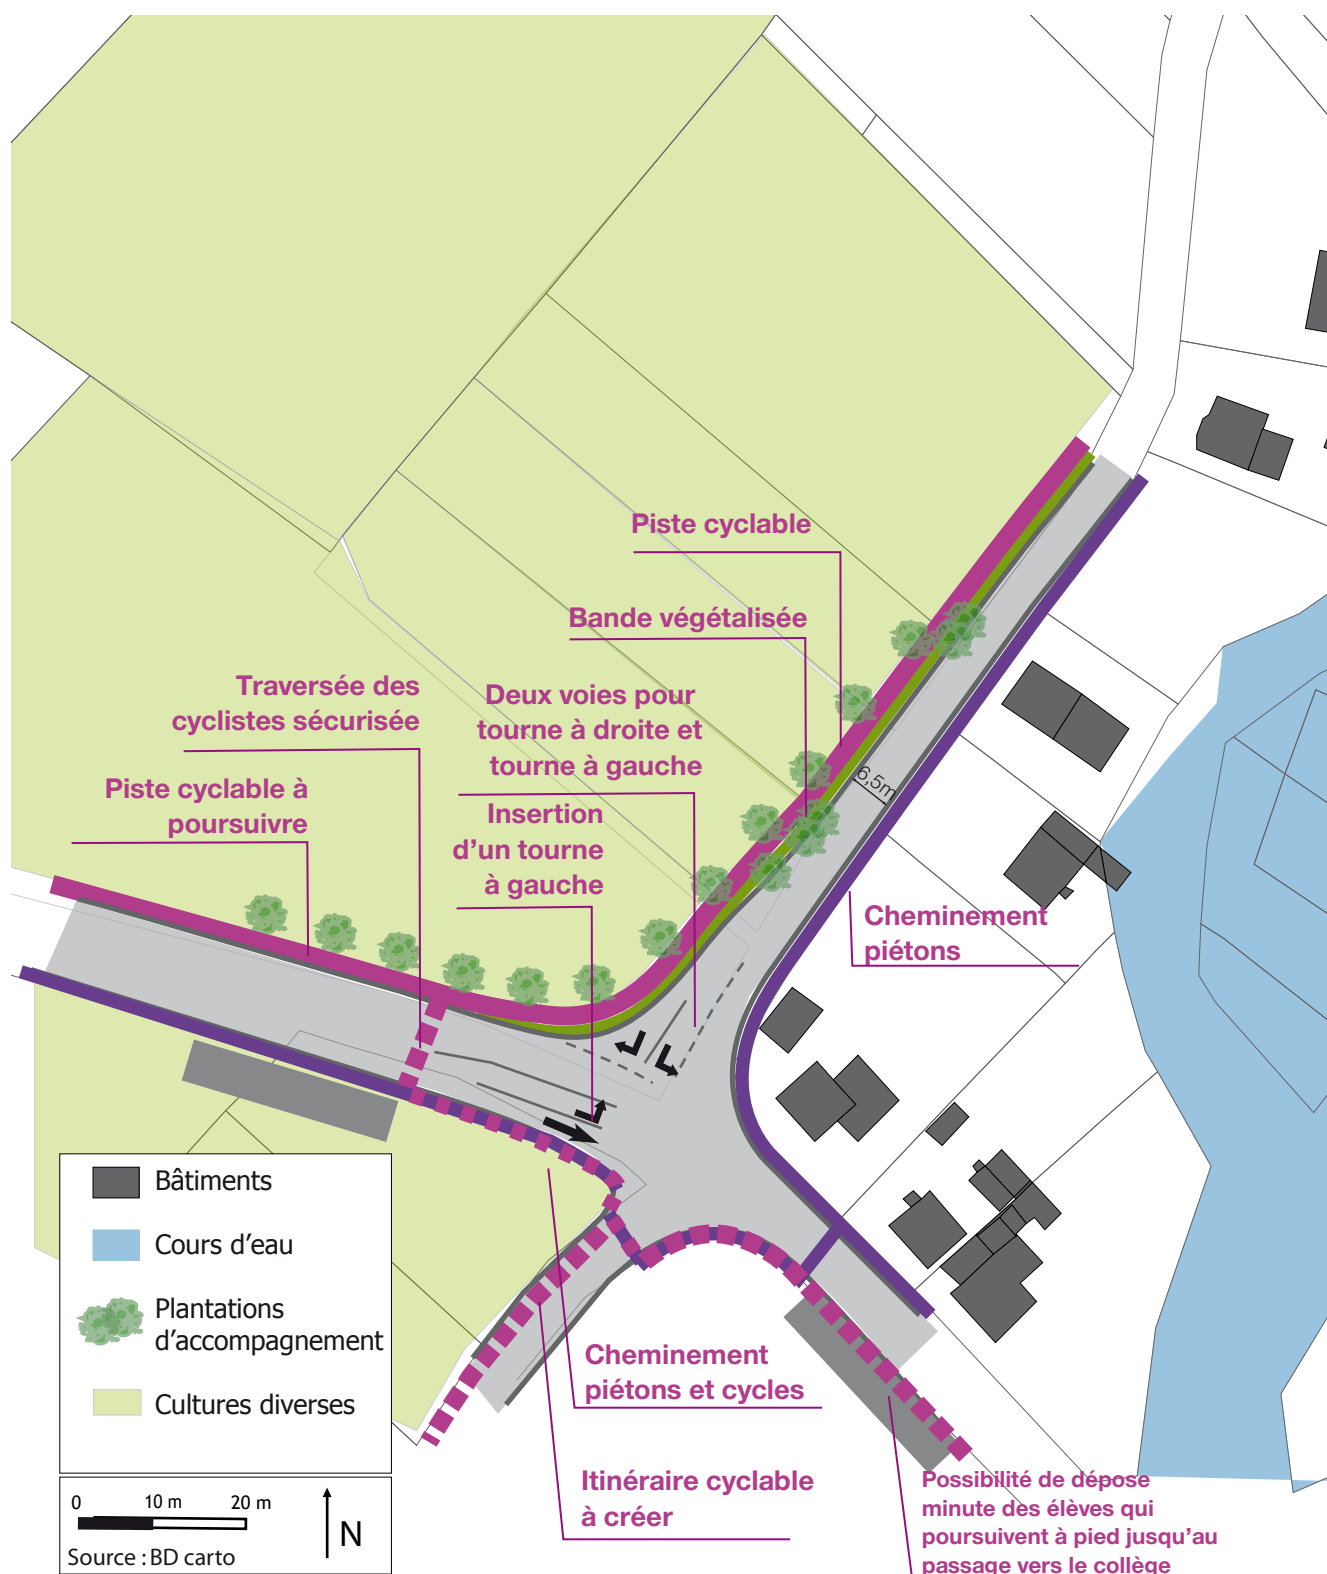 Piste cyclable
Bande végétalisée
Traversée des
cyclistes sécurisée
Deux voies pour
tourne à droite et
tourne à gauche
6,5m
Piste cyclable à
poursuivre
Insertion
d'un tourne
à gauche
Cheminement
piétons
Bâtiments
Cours d'eau
Plantations
d'accompagnement
Cultures diverses
Cheminement
piétons et cycles
Itinéraire cyclable
à créer
Possibilité de dépose
minute des élèves qui
poursuivent à pied jusqu'au
passage vers le collège
0 10 m 20 m
N
Source : BD carto